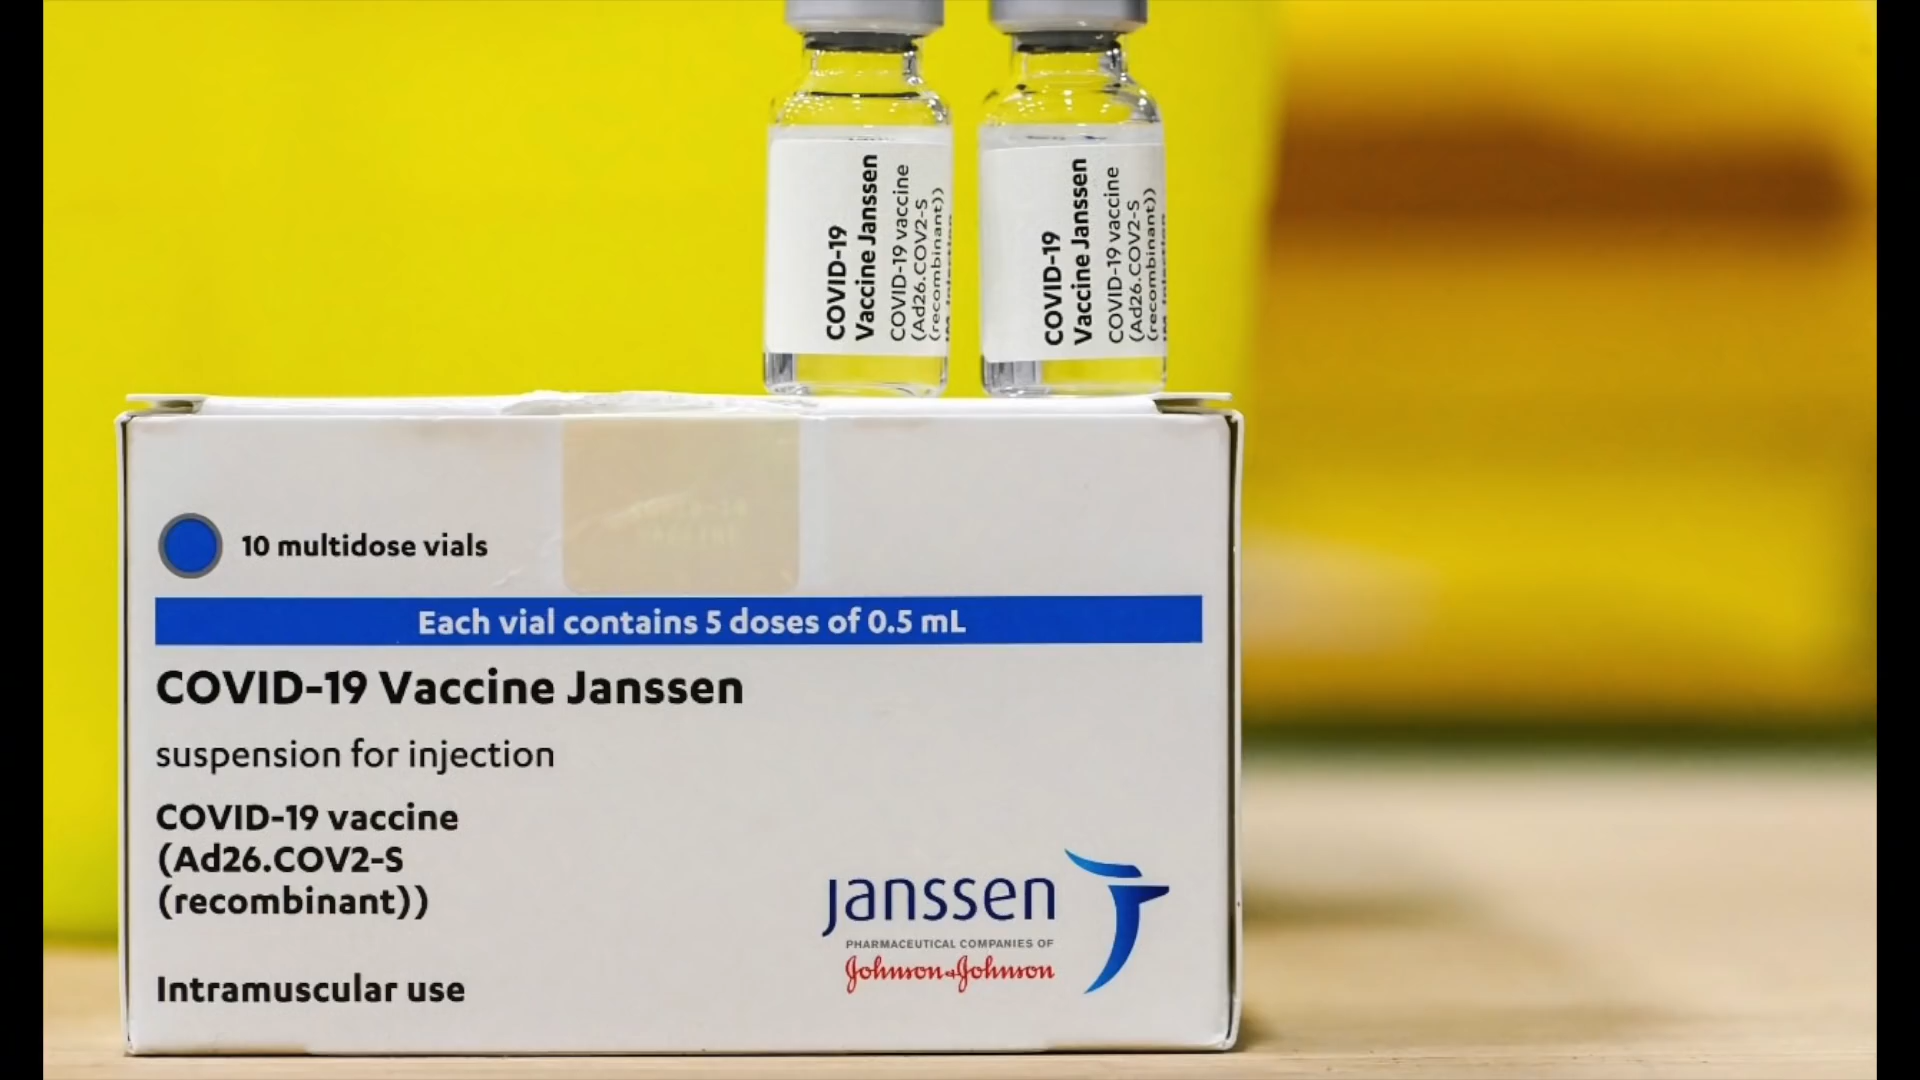 COVID-19
Vaccine Janssen
COVID-19 vaccine
(Ad26.COV2-S
(recombinant))
COVID-19
Vaccine Janssen
COVID-19 vaccine
(Ad26.COV2-S
(recombinant))
10 multidose vials
Each vial contains 5 doses of 0.5 mL
COVID-19 Vaccine Janssen
suspension for injection
COVID-19 vaccine
(Ad26.COV2-S
(recombinant))
Intramuscular use
Janssen
PHARMACEUTICAL COMPANIES OF
Johnson+Johnson